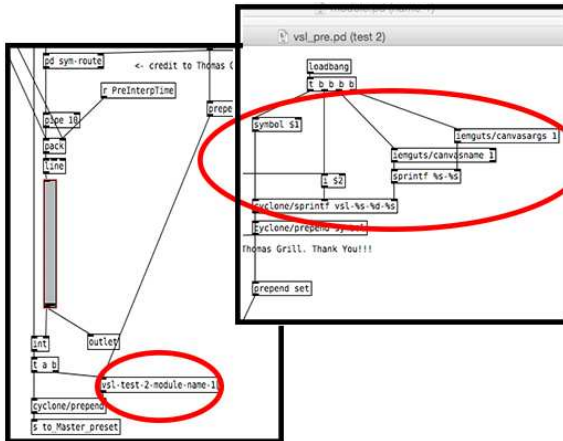 vsl_pre.pd (test 2)
loadbang
t b b b b
symbol $1
iemguts/canvasargs 1
iemguts/canvasname 1
i $2
sprintf %s-%s
cyclone/sprintf vsl-%s-%d-%s
cyclone/prepend symbol
Thomas Grill. Thank You!!!
prepend set
pd sym-route
<- credit to Thomas G
r PreInterpTime
prepe
pipe 10
pack
line
int
outlet
t a b
vsl-test-2-module-name-1
cyclone/prepend
s to_Master_preset